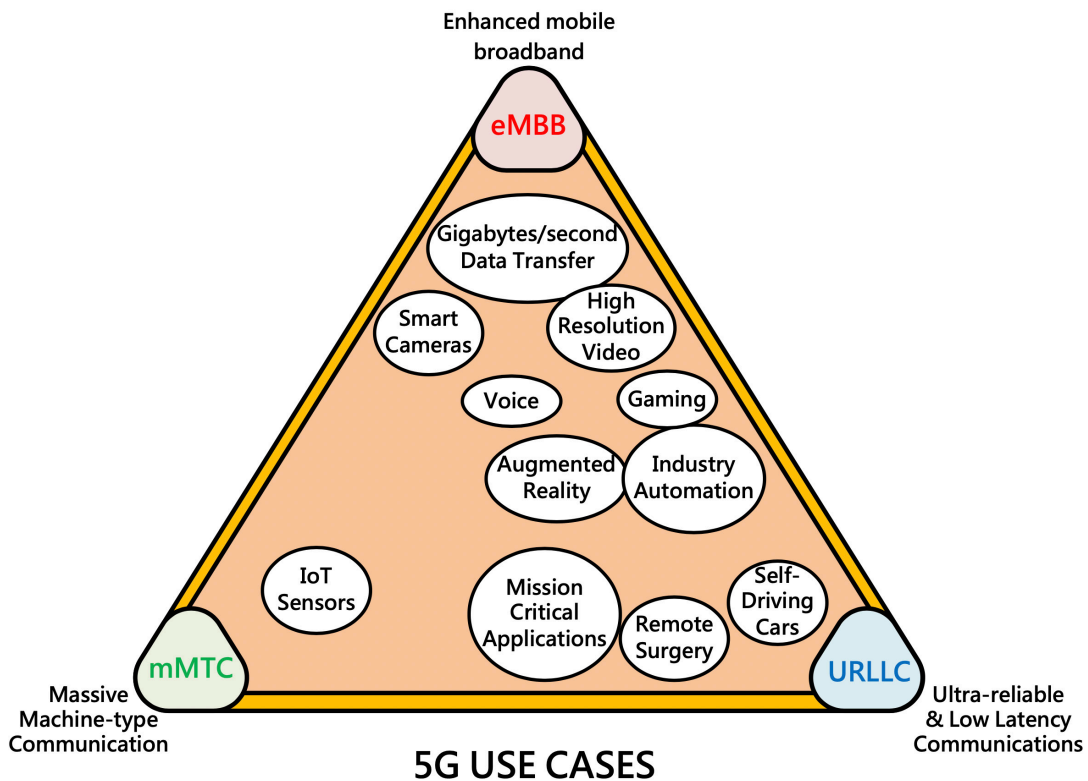 Enhanced mobile
broadband
eMBB
Gigabytes/second
Data Transfer
Smart
Cameras
High
Resolution
Video
Voice
Gaming
Augmented
Reality
Industry
Automation
IoT
Sensors
Mission
Critical
Applications
Remote
Surgery
Self-
Driving
Cars
mMTC
Massive
Machine-type
Communication
URLLC
Ultra-reliable
& Low Latency
Communications
5G USE CASES